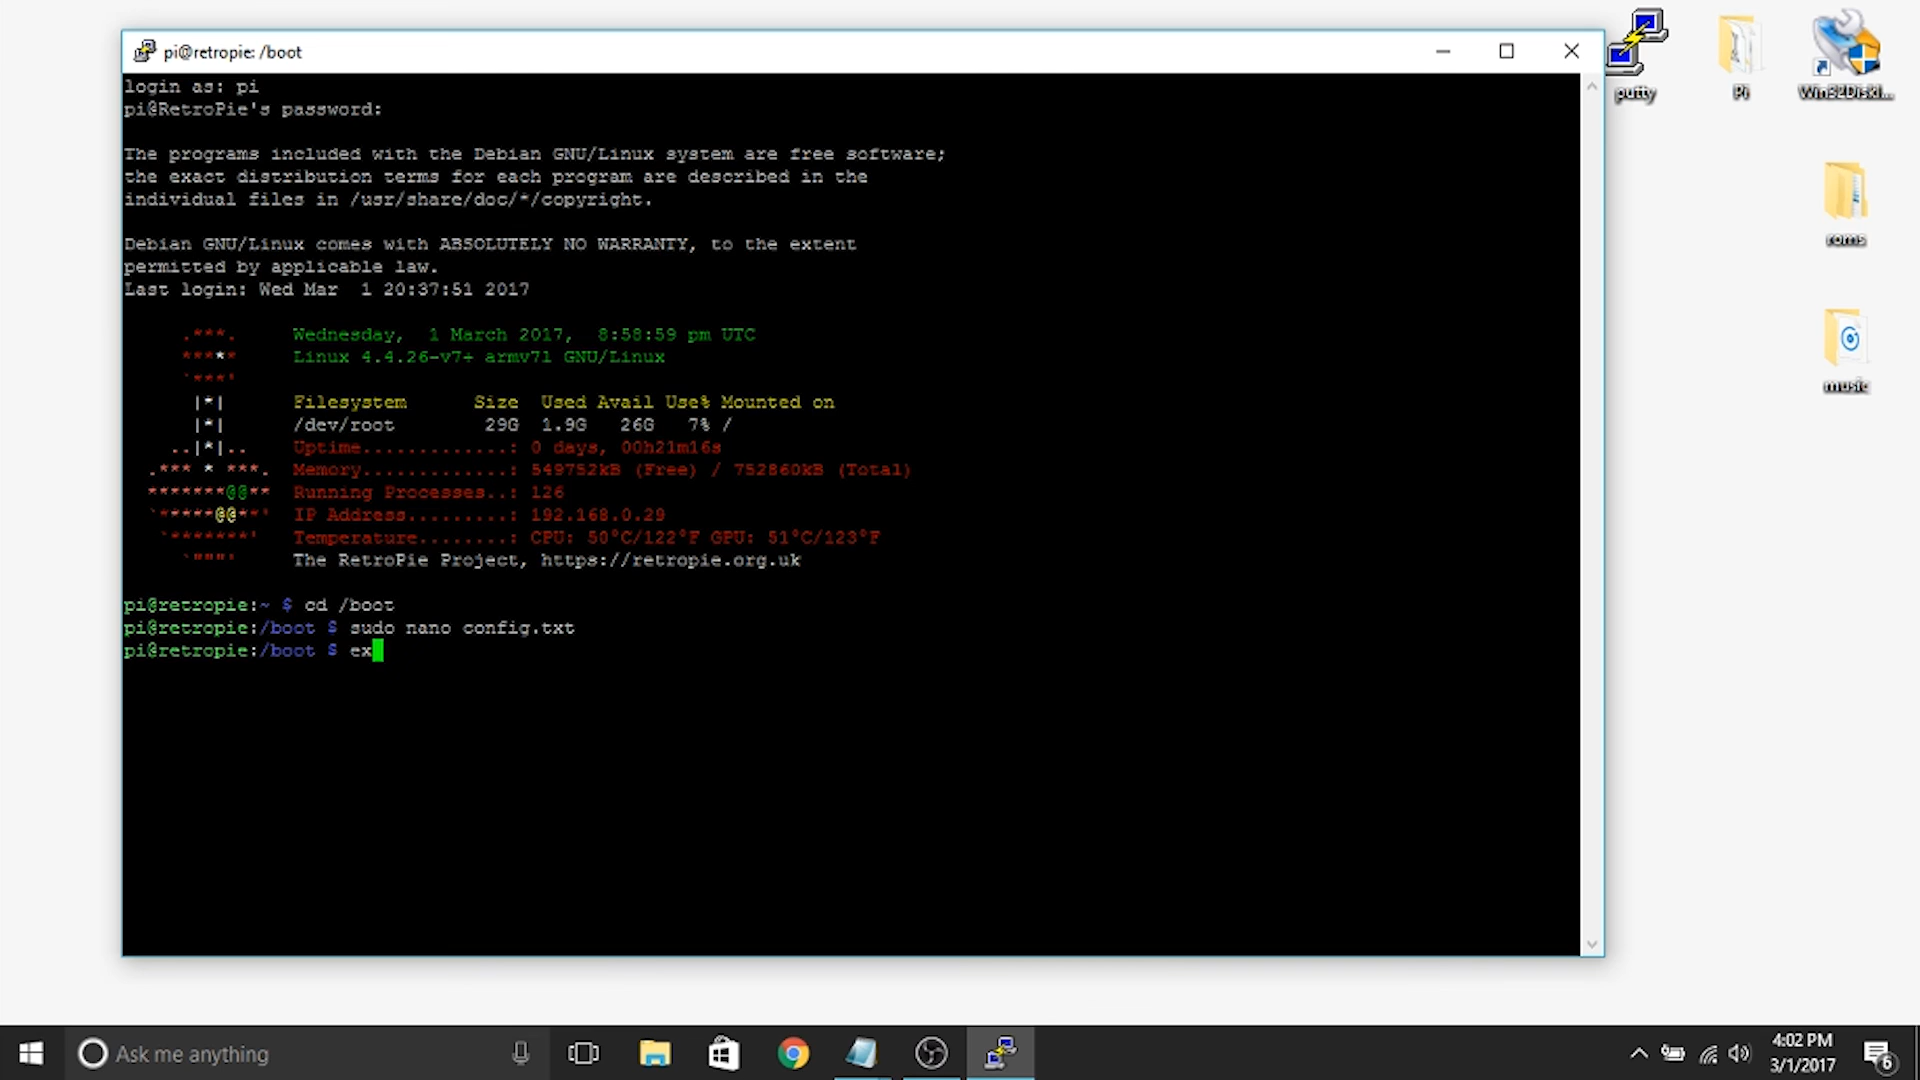 pi@retropie: /boot
login as: pi
pi@RetroPie's password:
The programs included with the Debian GNU/Linux system are free software;
the exact distribution terms for each program are described in the
individual files in /usr/share/doc/*/copyright.
Debian GNU/Linux comes with ABSOLUTELY NO WARRANTY, to the extent
permitted by applicable law.
Last login: Wed Mar  1 20:37:51 2017
.***. Wednesday,  1 March 2017,  8:58:59 pm UTC
***** Linux 4.4.26-v7+ armv7l GNU/Linux
`***'
|*| Filesystem      Size  Used Avail Use% Mounted on
|*| /dev/root        29G  1.9G   26G   7% /
..|*|.. Uptime.............: 0 days, 00h21m16s
.*** * ***. Memory.............: 549752kB (Free) / 752860kB (Total)
*******@@** Running Processes..: 126
`*****@@**' IP Address.........: 192.168.0.29
`*******' Temperature........: CPU: 50°C/122°F GPU: 51°C/123°F
`"""' The RetroPie Project, https://retropie.org.uk
pi@retropie:~ $ cd /boot
pi@retropie:/boot $ sudo nano config.txt
pi@retropie:/boot $ ex
putty
Pi
Win32DiskI...
roms
music
Ask me anything
4:02 PM
3/1/2017
6